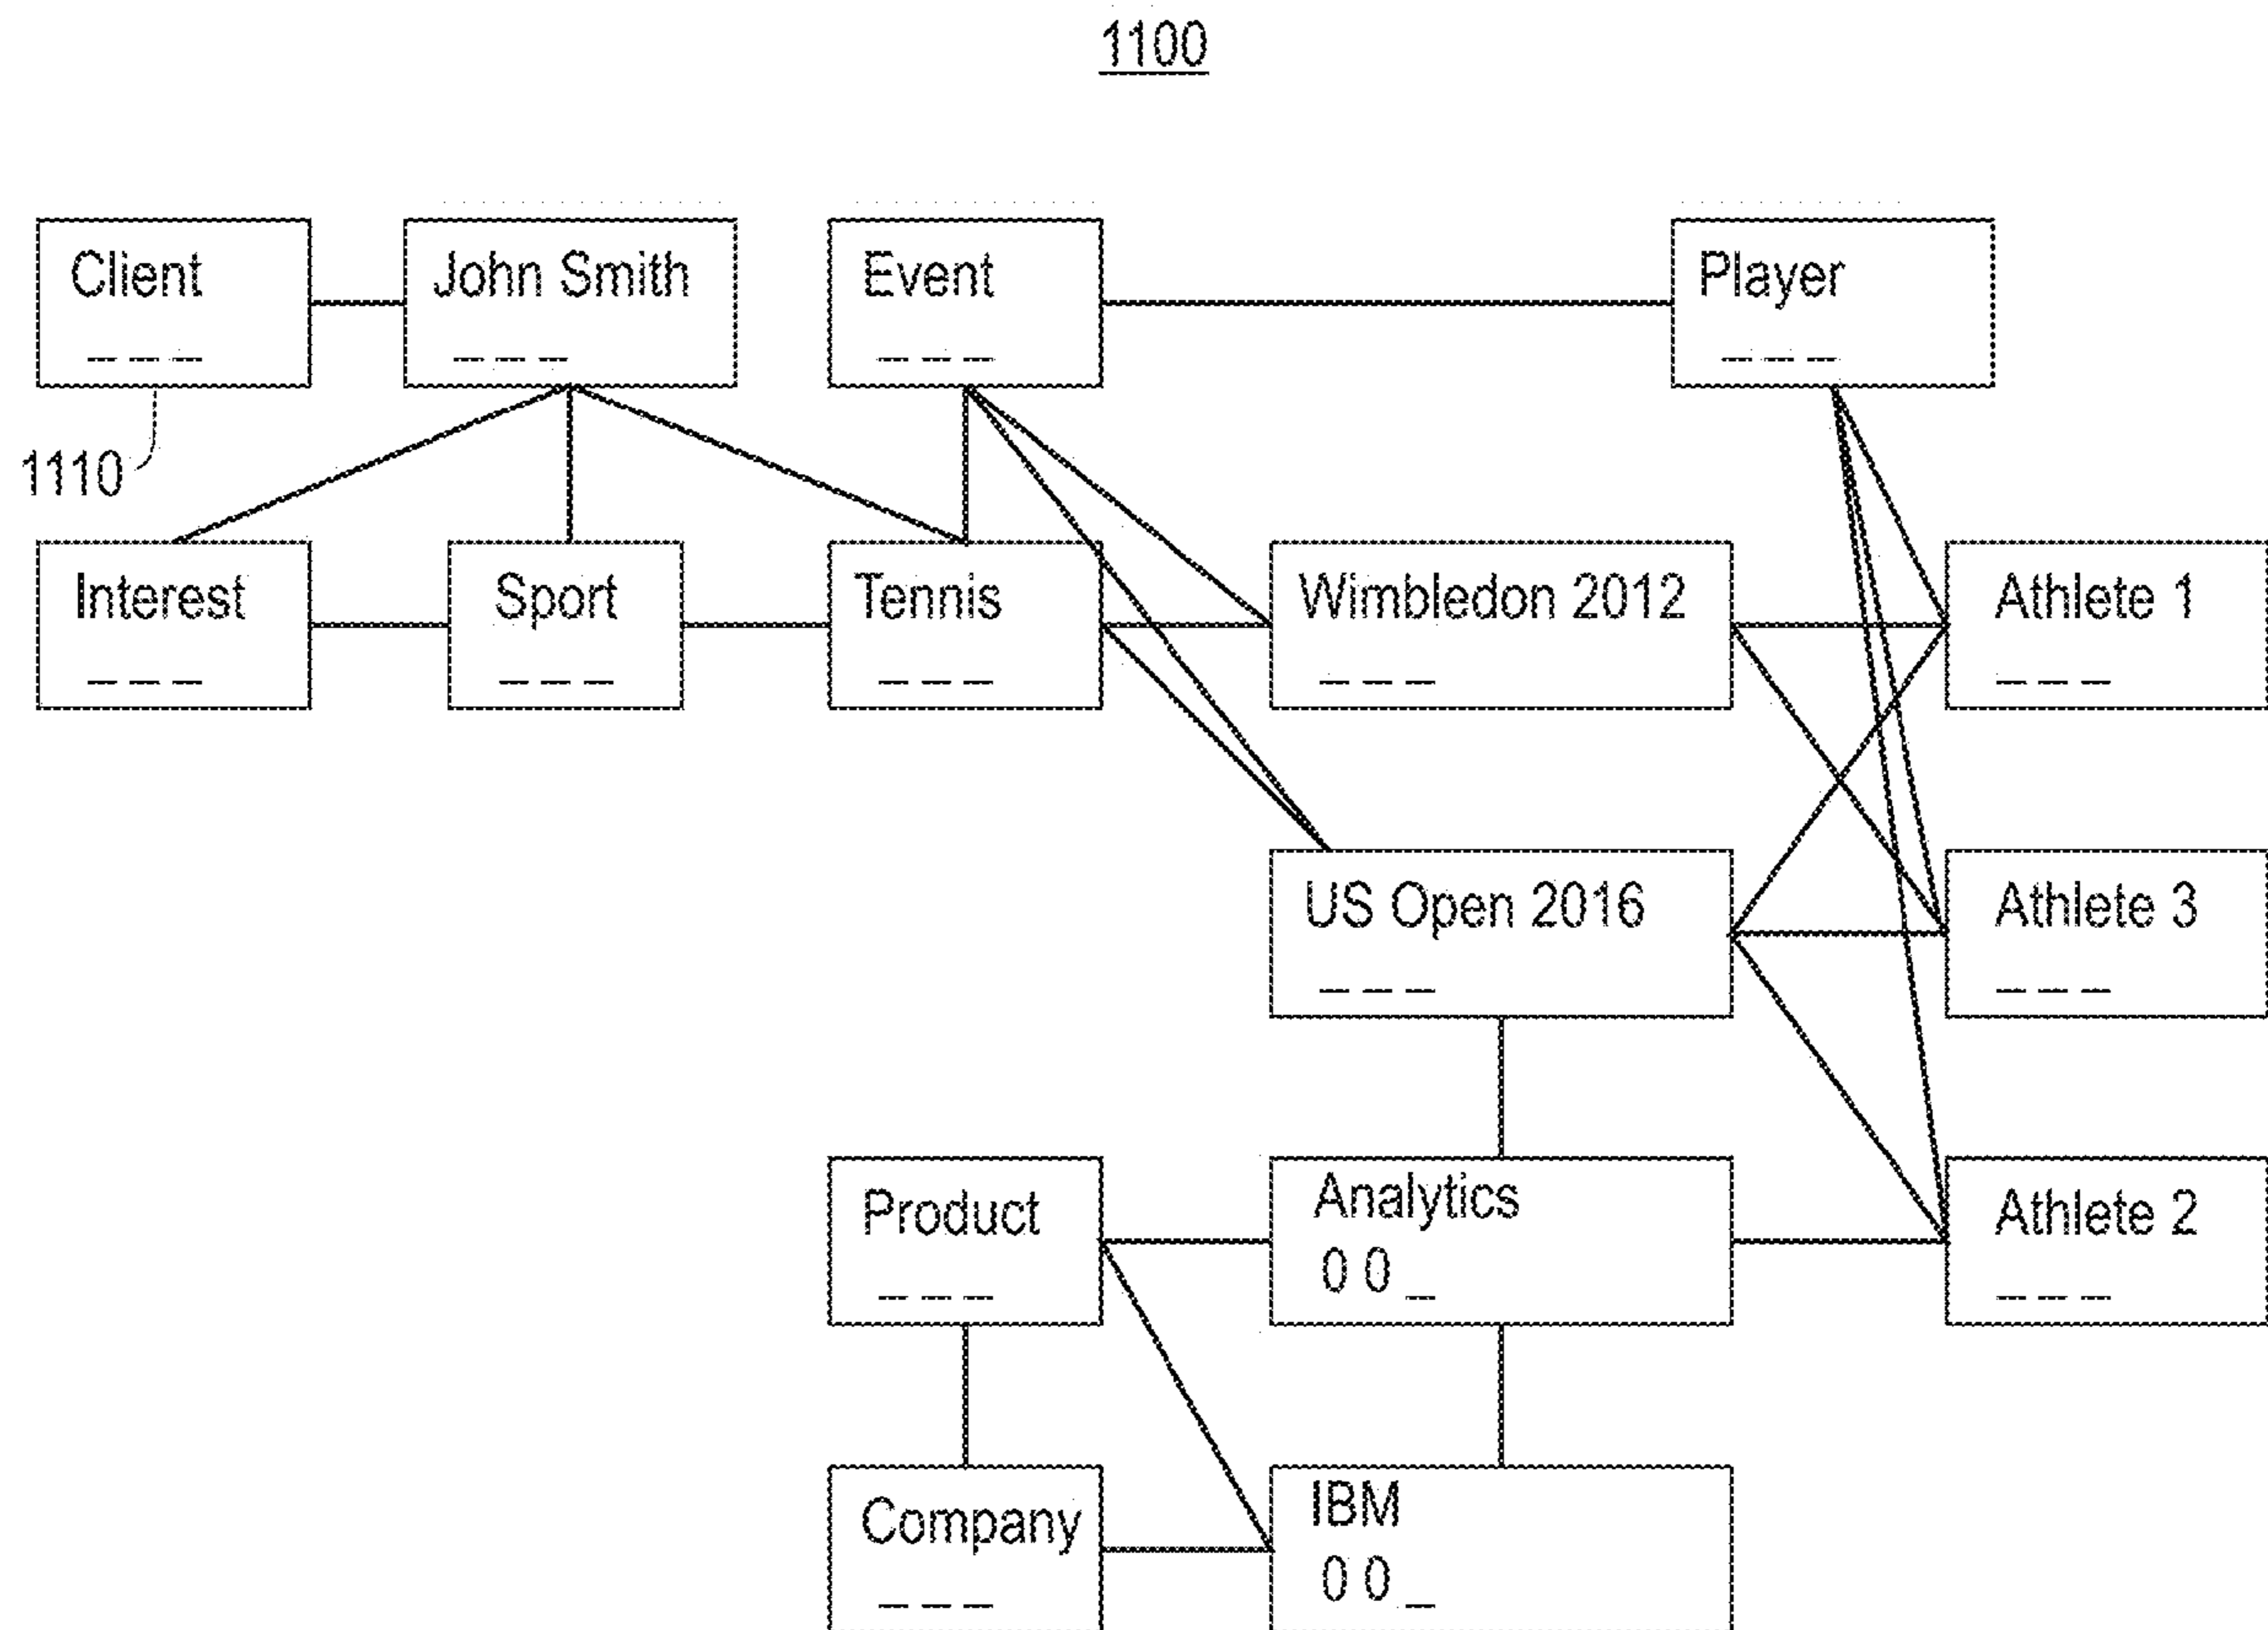 1100
Client
_ _ _
John Smith
_ _ _
Event
_ _ _
Player
_ _ _
1110
Interest
_ _ _
Sport
_ _ _
Tennis
_ _ _
Wimbledon 2012
_ _ _
Athlete 1
_ _ _
US Open 2016
_ _ _
Athlete 3
_ _ _
Product
_ _ _
Analytics
0 0 _
Athlete 2
_ _ _
Company
_ _ _
IBM
0 0 _